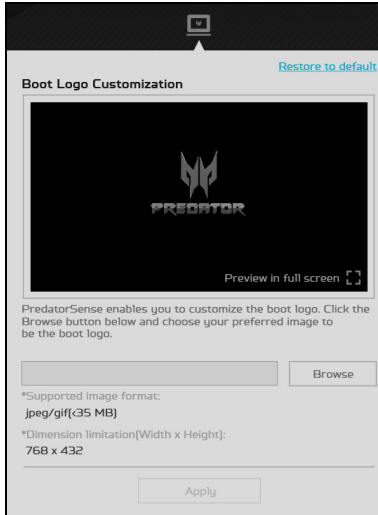 Restore to default
Boot Logo Customization
PREDATOR
Preview in full screen
PredatorSense enables you to customize the boot logo. Click the
Browse button below and choose your preferred image to
be the boot logo.
Browse
*Supported image format:
jpeg/gif(<35 MB)
*Dimension limitation(Width x Height):
768 x 432
Apply